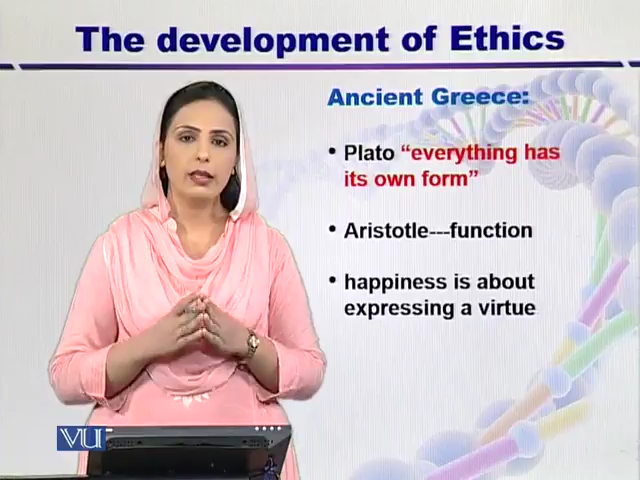 The development of Ethics
Ancient Greece:
• Plato “everything has
its own form”
• Aristotle---function
• happiness is about
expressing a virtue
VU